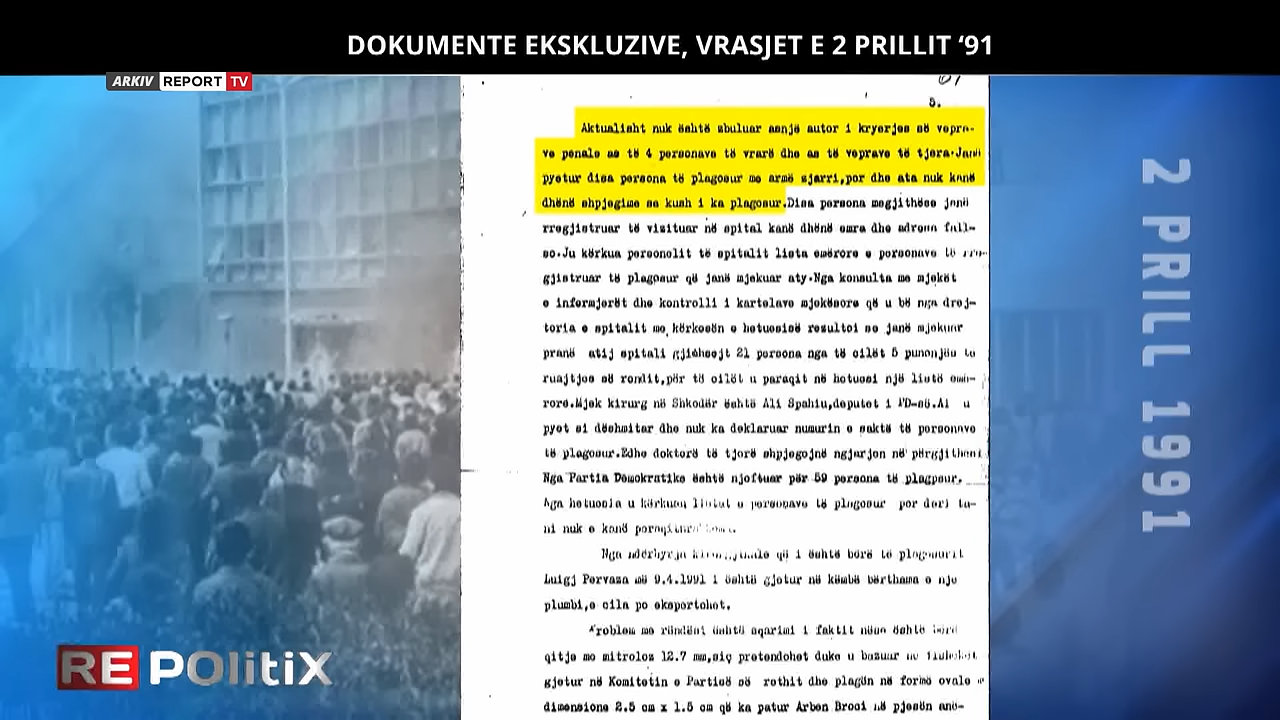 DOKUMENTE EKSKLUZIVE, VRASJET E 2 PRILLIT ‘91
ARKIV REPORT TV
8.
Aktualisht nuk është zbuluar asnjë autor i kryerjes së vepra-
ve penale as të 4 personave të vrarë dhe as të veprave të tjera.Janë
pyetur disa persona të plagosur me armë zjarri,por dhe ata nuk kanë
dhënë shpjegime se kush i ka plagosur.Disa persona megjithëse janë
rregjistruar të vizituar në spital kanë dhënë emra dhe adresa fall-
so.Ju kërkua personelit të spitalit lista emërore e personave të rre-
gjistruar të plagosur që janë mjekuar aty.Nga konsulta me mjekët
e infermjerët dhe kontrolli i kartelave mjekësore që u bë nga drej-
toria e spitalit me kërkesën e hetuesisë rezultoi se janë mjekuar
pranë atij spitali gjithsejt 21 persona nga të cilët 5 punonjës të
ruajtjes së rendit,për të cilët u paraqit në hetuesi një listë emë-
rore.Mjek kirurg në Shkodër është Ali Spahiu,deputet i PD-së.Ai u
pyet si dëshmitar dhe nuk ka deklaruar numurin e saktë të personave
të plagosur.Edhe doktorë të tjerë shpjegojnë ngjarjen në përgjithësi
Nga Partia Demokratike është njoftuar për 59 persona të plagosur.
Nga hetuesia u kërkuan listat e personave të plagosur por deri ta-
ni nuk e kanë paraqitur
Nga ndërhyrja kirurgjikale që i është bërë të plagosurit
Luigj Pervaza më 9.4.1991 i është gjetur në këmbë bërthama e një
plumbi,e cila po ekspertohet.
Problem me rëndësi është sqarimi i faktit nëse është bërë
qitje me mitroloz 12.7 mm,siç pretendohet duke u bazuar në fishekët
gjetur në Komitetin e Partisë së rrethit dhe plagën në formë ovale
dimensione 2.5 cm x 1.5 cm që ka patur Arben Broci në pjesën anë-
2 PRILL 1991
REPOLITIX